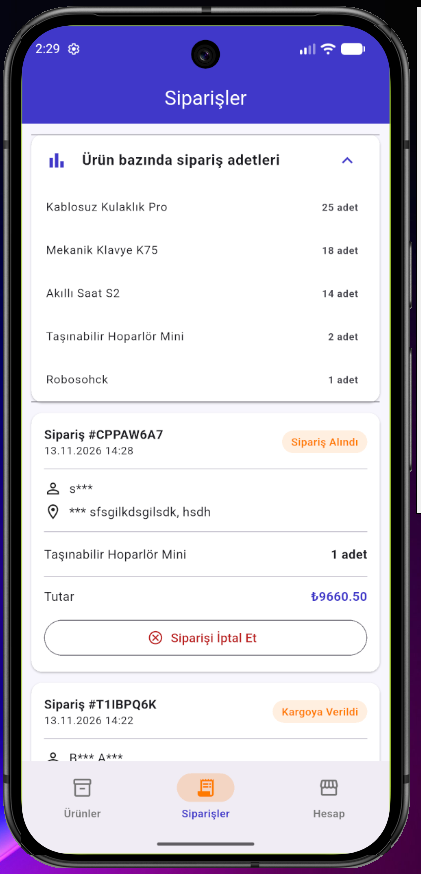 2:29
Siparişler
Ürün bazında sipariş adetleri
Kablosuz Kulaklık Pro 25 adet
Mekanik Klavye K75 18 adet
Akıllı Saat S2 14 adet
Taşınabilir Hoparlör Mini 2 adet
Robosohck 1 adet
Sipariş #CPPAW6A7 Sipariş Alındı
13.11.2026 14:28
s***
*** sfsgilkdsgilsdk, hsdh
Taşınabilir Hoparlör Mini 1 adet
Tutar ₺9660.50
Siparişi İptal Et
Sipariş #T1IBPQ6K Kargoya Verildi
13.11.2026 14:22
B*** A***
Ürünler Siparişler Hesap